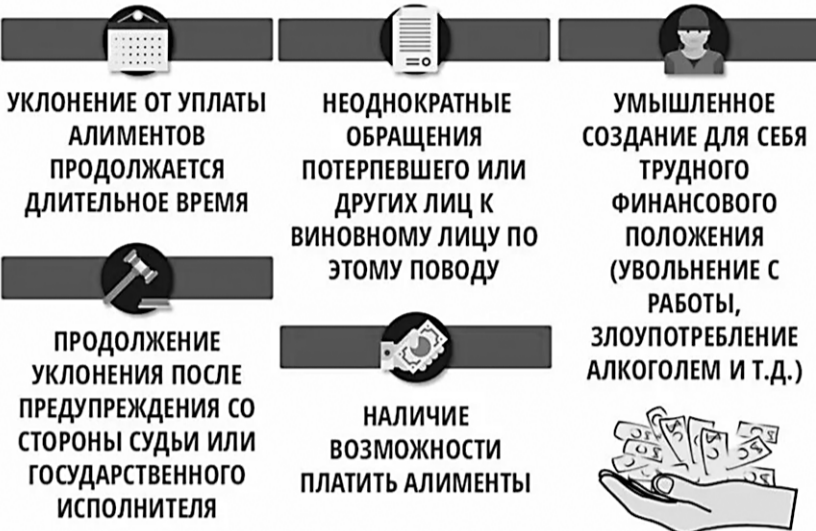 УКЛОНЕНИЕ ОТ УПЛАТЫ
АЛИМЕНТОВ
ПРОДОЛЖАЕТСЯ
ДЛИТЕЛЬНОЕ ВРЕМЯ
НЕОДНОКРАТНЫЕ
ОБРАЩЕНИЯ
ПОТЕРПЕВШЕГО ИЛИ
ДРУГИХ ЛИЦ К
ВИНОВНОМУ ЛИЦУ ПО
ЭТОМУ ПОВОДУ
УМЫШЛЕННОЕ
СОЗДАНИЕ ДЛЯ СЕБЯ
ТРУДНОГО
ФИНАНСОВОГО
ПОЛОЖЕНИЯ
(УВОЛЬНЕНИЕ С
РАБОТЫ,
ЗЛОУПОТРЕБЛЕНИЕ
АЛКОГОЛЕМ И Т.Д.)
ПРОДОЛЖЕНИЕ
УКЛОНЕНИЯ ПОСЛЕ
ПРЕДУПРЕЖДЕНИЯ СО
СТОРОНЫ СУДЬИ ИЛИ
ГОСУДАРСТВЕННОГО
ИСПОЛНИТЕЛЯ
НАЛИЧИЕ
ВОЗМОЖНОСТИ
ПЛАТИТЬ АЛИМЕНТЫ